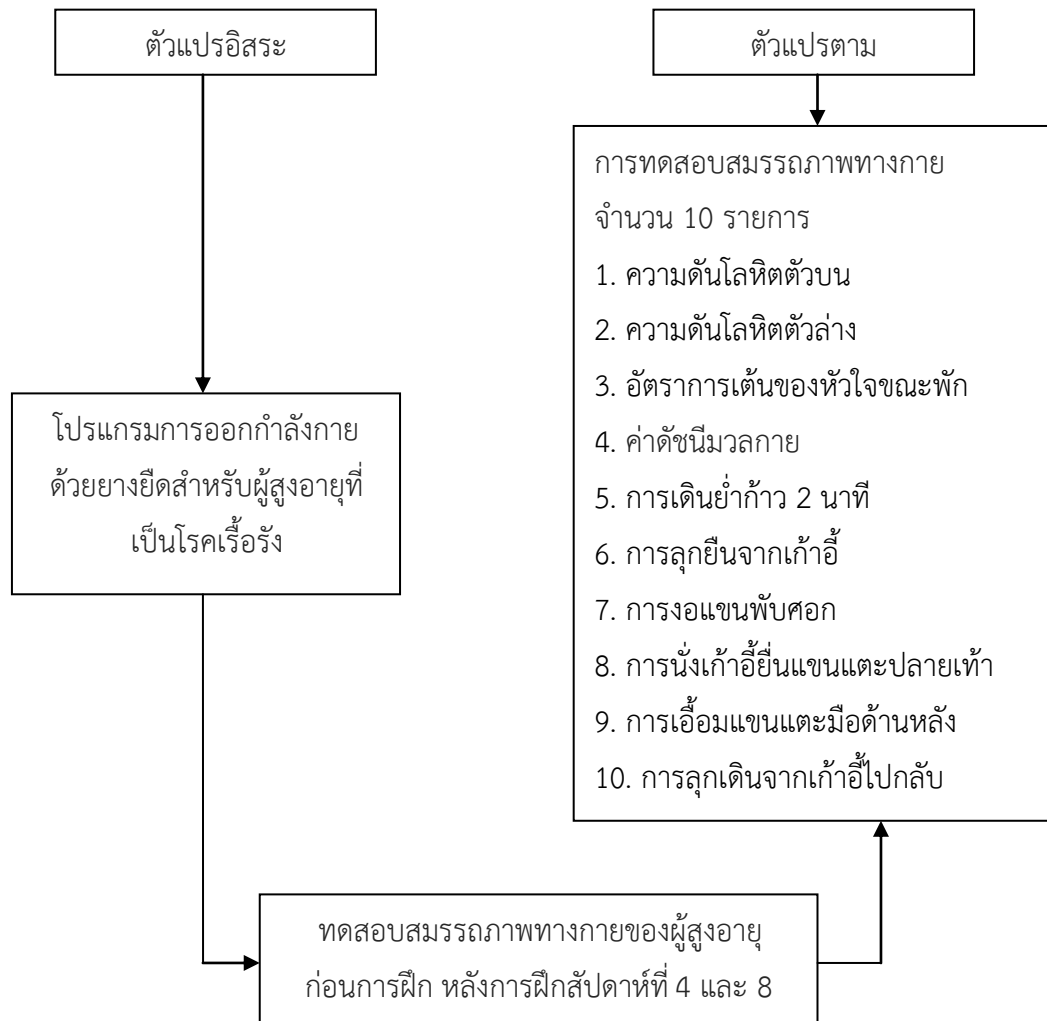 ตัวแปรอิสระ
ตัวแปรตาม
โปรแกรมการออกกำลังกาย
ด้วยยางยืดสำหรับผู้สูงอายุที่
เป็นโรคเรื้อรัง
การทดสอบสมรรถภาพทางกาย
จำนวน 10 รายการ
1. ความดันโลหิตตัวบน
2. ความดันโลหิตตัวล่าง
3. อัตราการเต้นของหัวใจขณะพัก
4. ค่าดัชนีมวลกาย
5. การเดินย่ำก้าว 2 นาที
6. การลุกยืนจากเก้าอี้
7. การงอแขนพับศอก
8. การนั่งเก้าอี้ยื่นแขนแตะปลายเท้า
9. การเอื้อมแขนแตะมือด้านหลัง
10. การลุกเดินจากเก้าอี้ไปกลับ
ทดสอบสมรรถภาพทางกายของผู้สูงอายุ
ก่อนการฝึก หลังการฝึกสัปดาห์ที่ 4 และ 8